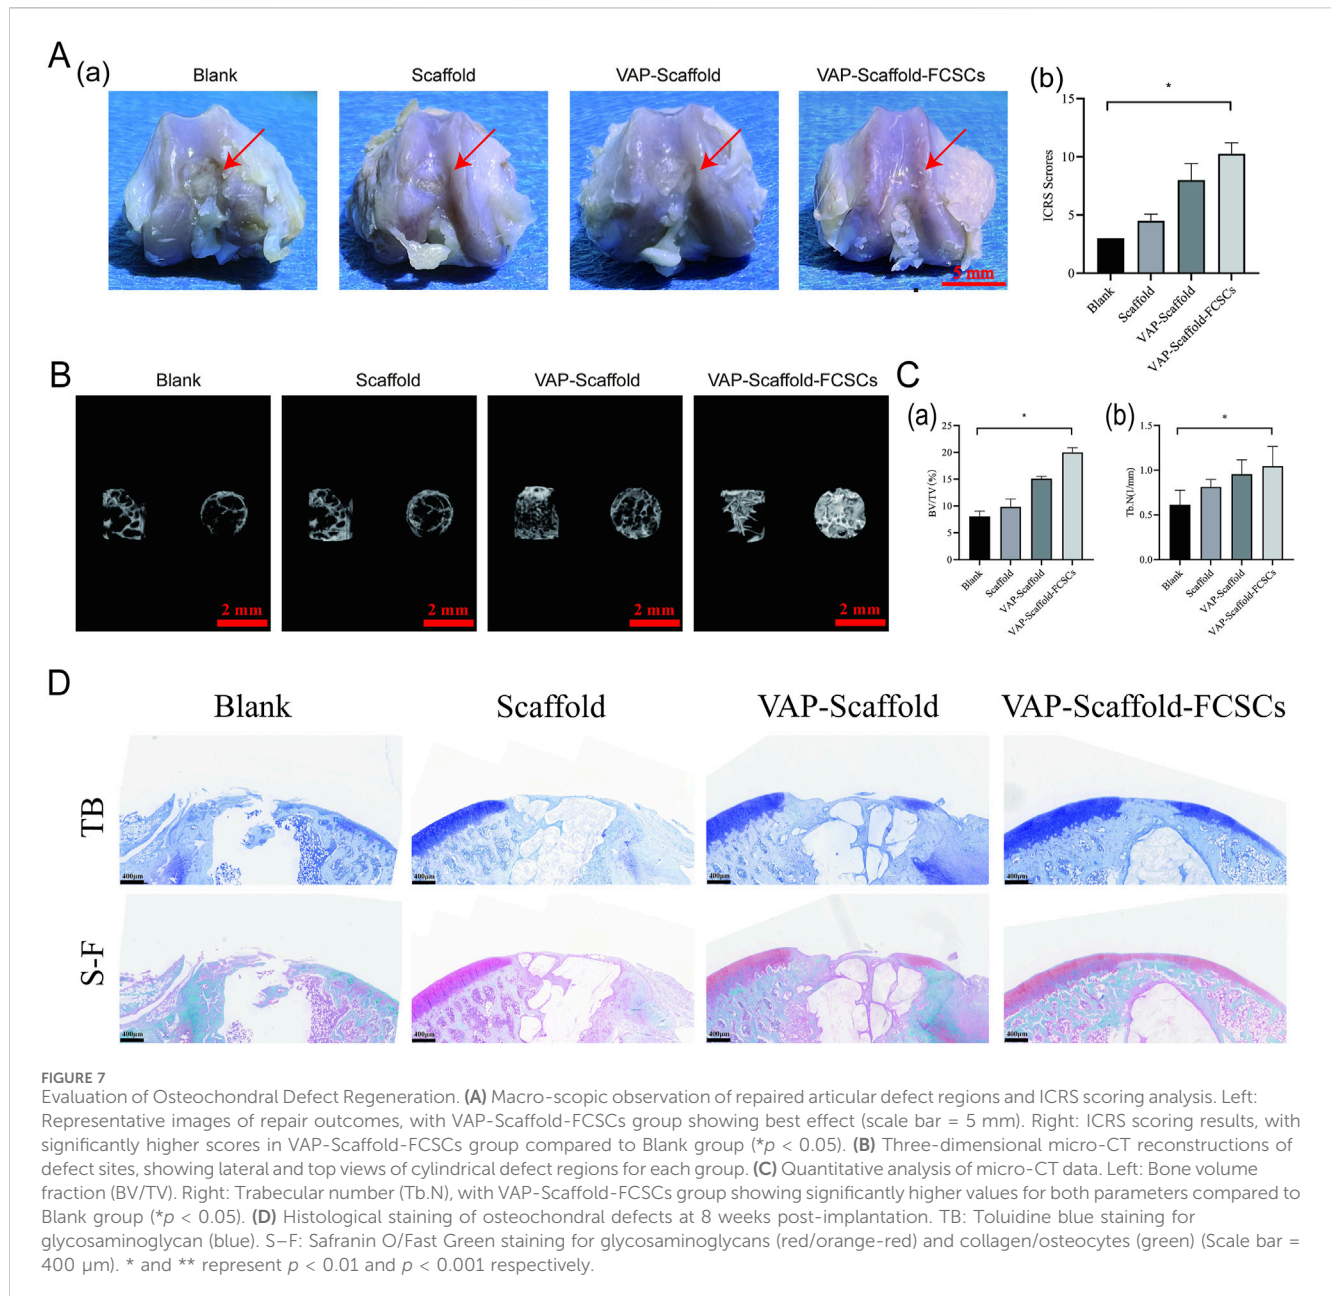 A
(a)
Blank
Scaffold
VAP-Scaffold
VAP-Scaffold-FCSCs
5 mm
(b)
*
15
10
5
0
ICRS Scrores
Blank
Scaffold
VAP-Scaffold
VAP-Scaffold-FCSCs
B
Blank
Scaffold
VAP-Scaffold
VAP-Scaffold-FCSCs
2 mm
2 mm
2 mm
2 mm
C
(a)
*
25
20
15
10
5
0
BV/TV(%)
Blank
Scaffold
VAP-Scaffold
VAP-Scaffold-FCSCs
(b)
*
1.5
1.0
0.5
0.0
Tb.N(1/mm)
Blank
Scaffold
VAP-Scaffold
VAP-Scaffold-FCSCs
D
Blank
Scaffold
VAP-Scaffold
VAP-Scaffold-FCSCs
TB
400μm
400μm
400μm
400μm
S-F
400μm
400μm
400μm
400μm
FIGURE 7
Evaluation of Osteochondral Defect Regeneration. (A) Macro-scopic observation of repaired articular defect regions and ICRS scoring analysis. Left:
Representative images of repair outcomes, with VAP-Scaffold-FCSCs group showing best effect (scale bar = 5 mm). Right: ICRS scoring results, with
significantly higher scores in VAP-Scaffold-FCSCs group compared to Blank group (*p < 0.05). (B) Three-dimensional micro-CT reconstructions of
defect sites, showing lateral and top views of cylindrical defect regions for each group. (C) Quantitative analysis of micro-CT data. Left: Bone volume
fraction (BV/TV). Right: Trabecular number (Tb.N), with VAP-Scaffold-FCSCs group showing significantly higher values for both parameters compared to
Blank group (*p < 0.05). (D) Histological staining of osteochondral defects at 8 weeks post-implantation. TB: Toluidine blue staining for
glycosaminoglycan (blue). S–F: Safranin O/Fast Green staining for glycosaminoglycans (red/orange-red) and collagen/osteocytes (green) (Scale bar =
400 μm). * and ** represent p < 0.01 and p < 0.001 respectively.